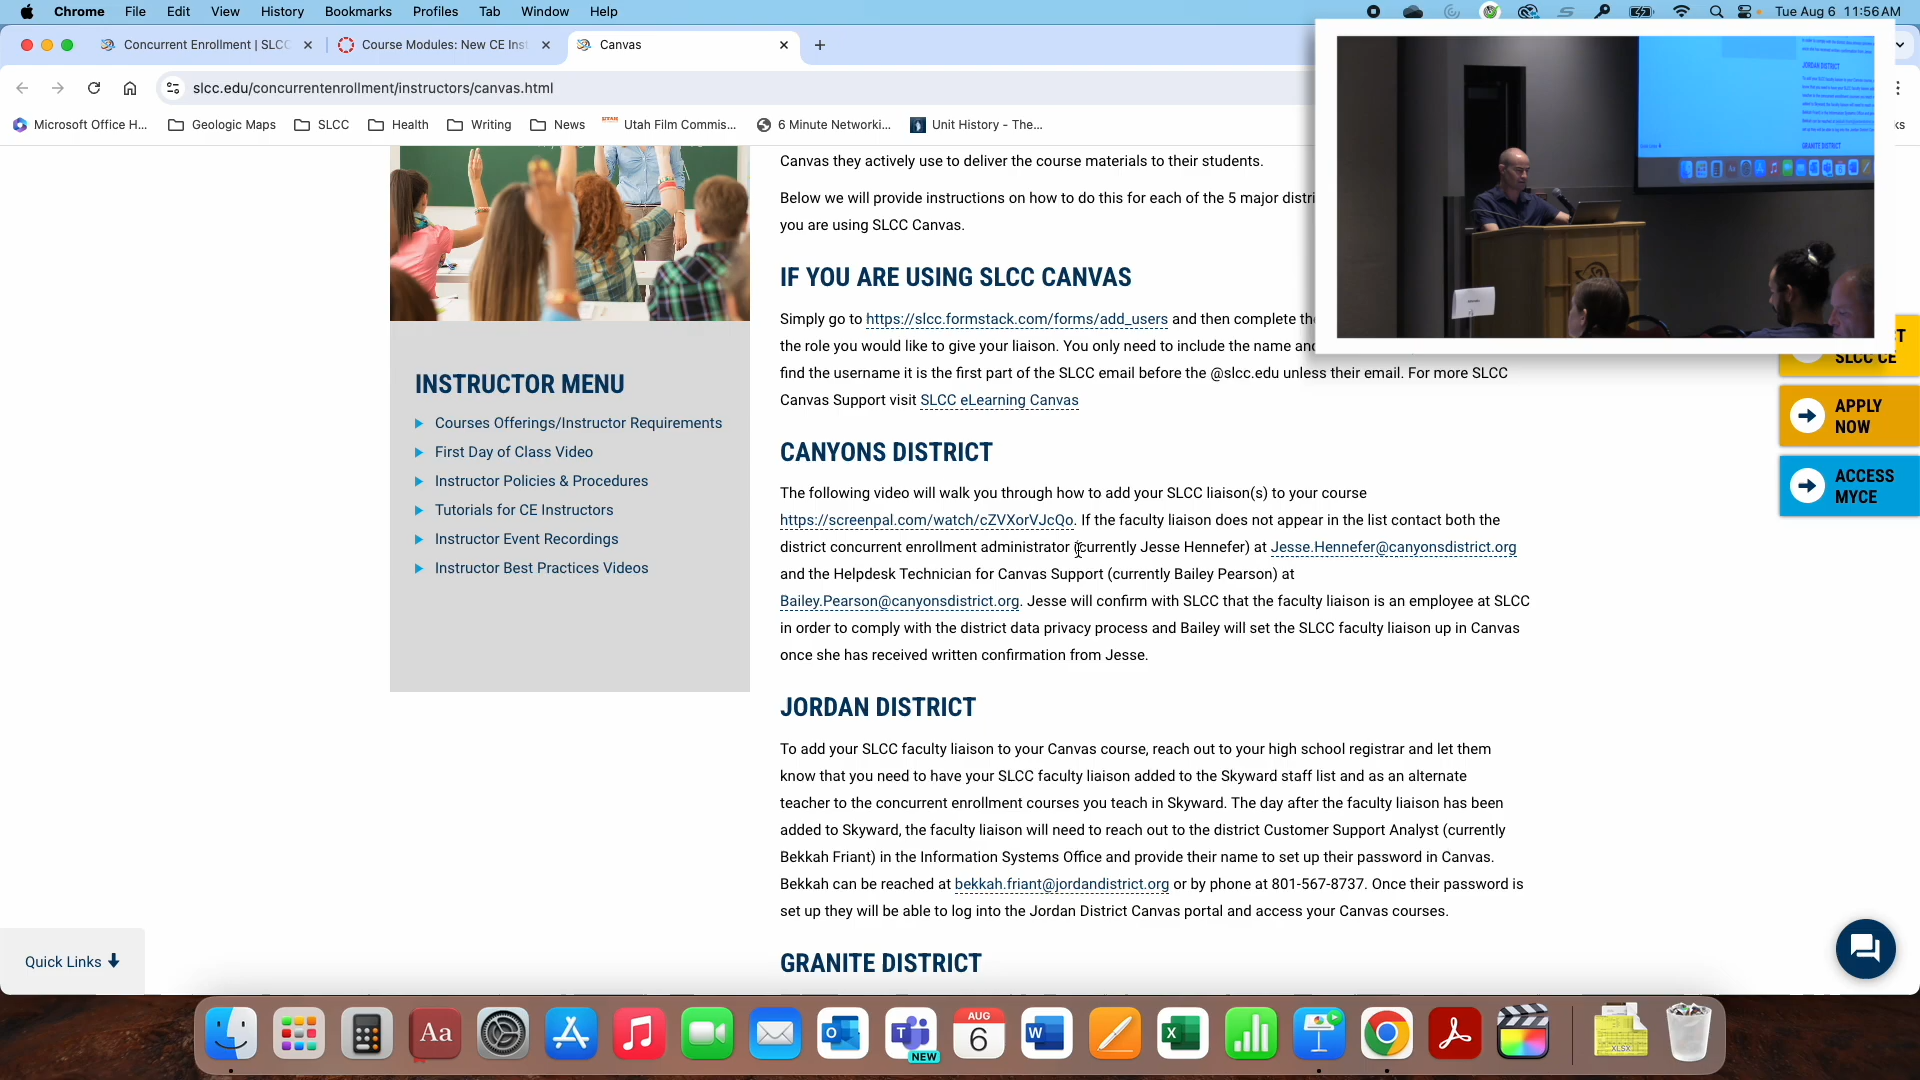 Chrome File Edit View History Bookmarks Profiles Tab Window Help Tue Aug 6 11:56 AM
Concurrent Enrollment | SLCC Course Modules: New CE Inst Canvas
slcc.edu/concurrentenrollment/instructors/canvas.html
Microsoft Office H... Geologic Maps SLCC Health Writing News Utah Film Commis... 6 Minute Networki... Unit History - The...
Canvas they actively use to deliver the course materials to their students.
Below we will provide instructions on how to do this for each of the 5 major distri
you are using SLCC Canvas.
IF YOU ARE USING SLCC CANVAS
Simply go to https://slcc.formstack.com/forms/add_users and then complete the
the role you would like to give your liaison. You only need to include the name and
find the username it is the first part of the SLCC email before the @slcc.edu unless their email. For more SLCC
Canvas Support visit SLCC eLearning Canvas
CANYONS DISTRICT
The following video will walk you through how to add your SLCC liaison(s) to your course
https://screenpal.com/watch/cZVXorVJcQo. If the faculty liaison does not appear in the list contact both the
district concurrent enrollment administrator (currently Jesse Hennefer) at Jesse.Hennefer@canyonsdistrict.org
and the Helpdesk Technician for Canvas Support (currently Bailey Pearson) at
Bailey.Pearson@canyonsdistrict.org. Jesse will confirm with SLCC that the faculty liaison is an employee at SLCC
in order to comply with the district data privacy process and Bailey will set the SLCC faculty liaison up in Canvas
once she has received written confirmation from Jesse.
JORDAN DISTRICT
To add your SLCC faculty liaison to your Canvas course, reach out to your high school registrar and let them
know that you need to have your SLCC faculty liaison added to the Skyward staff list and as an alternate
teacher to the concurrent enrollment courses you teach in Skyward. The day after the faculty liaison has been
added to Skyward, the faculty liaison will need to reach out to the district Customer Support Analyst (currently
Bekkah Friant) in the Information Systems Office and provide their name to set up their password in Canvas.
Bekkah can be reached at bekkah.friant@jordandistrict.org or by phone at 801-567-8737. Once their password is
set up they will be able to log into the Jordan District Canvas portal and access your Canvas courses.
GRANITE DISTRICT
INSTRUCTOR MENU
Courses Offerings/Instructor Requirements
First Day of Class Video
Instructor Policies & Procedures
Tutorials for CE Instructors
Instructor Event Recordings
Instructor Best Practices Videos
Quick Links
SLCC CE
APPLY
NOW
ACCESS
MYCE
JORDAN DISTRICT
GRANITE DISTRICT
Aa
AUG
6
NEW
XLSX